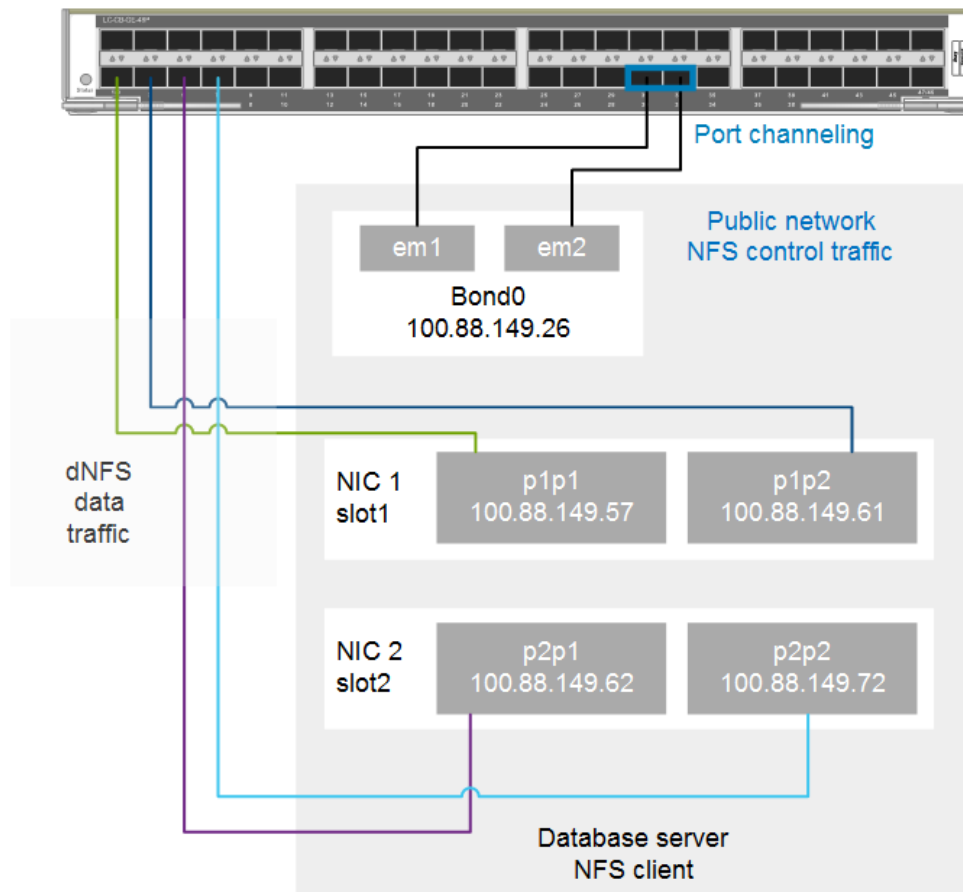 Port channeling
Public network
NFS control traffic
em1
em2
Bond0
100.88.149.26
dNFS
data
traffic
NIC 1
slot1
p1p1
100.88.149.57
p1p2
100.88.149.61
NIC 2
slot2
p2p1
100.88.149.62
p2p2
100.88.149.72
Database server
NFS client